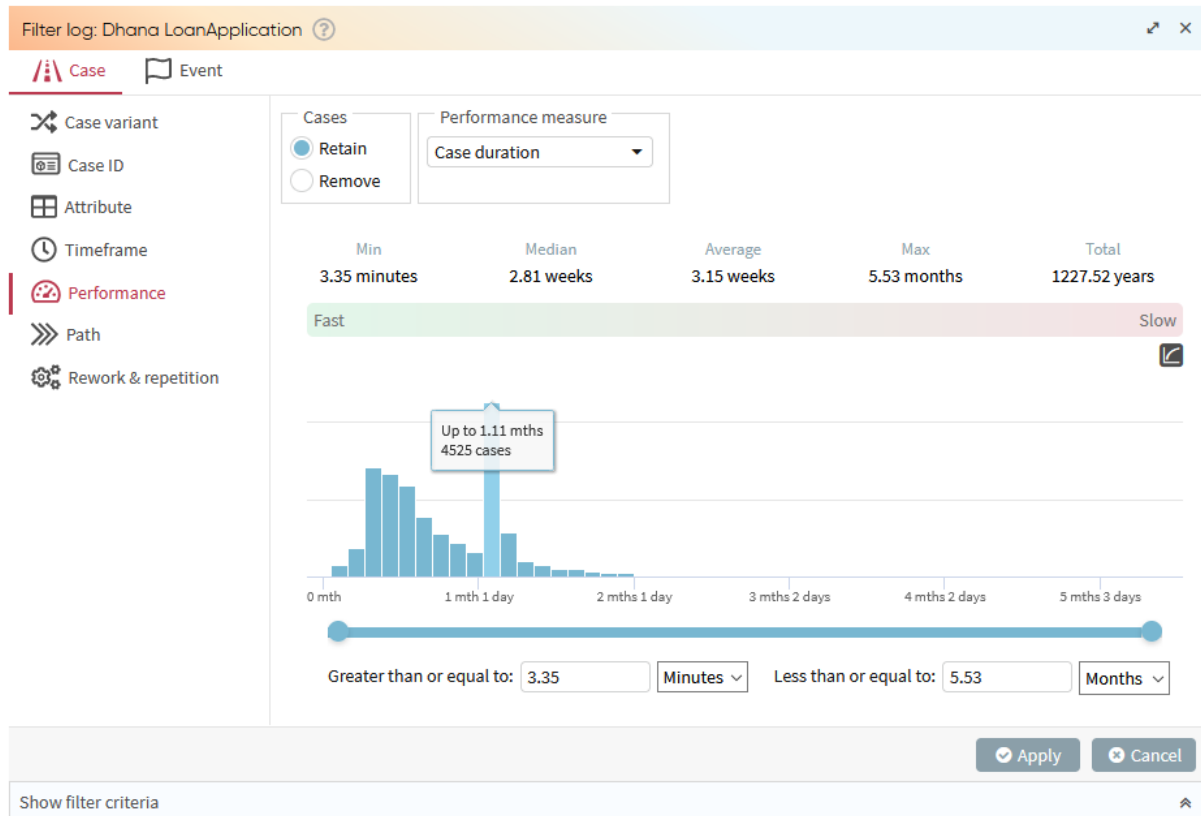 Filter log: Dhana LoanApplication ?
Case Event
Case variant
Case ID
Attribute
Timeframe
Performance
Path
Rework & repetition
Cases
Retain
Remove
Performance measure
Case duration
Min Median Average Max Total
3.35 minutes 2.81 weeks 3.15 weeks 5.53 months 1227.52 years
Fast Slow
Up to 1.11 mths
4525 cases
0 mth 1 mth 1 day 2 mths 1 day 3 mths 2 days 4 mths 2 days 5 mths 3 days
Greater than or equal to: 3.35 Minutes Less than or equal to: 5.53 Months
Apply Cancel
Show filter criteria